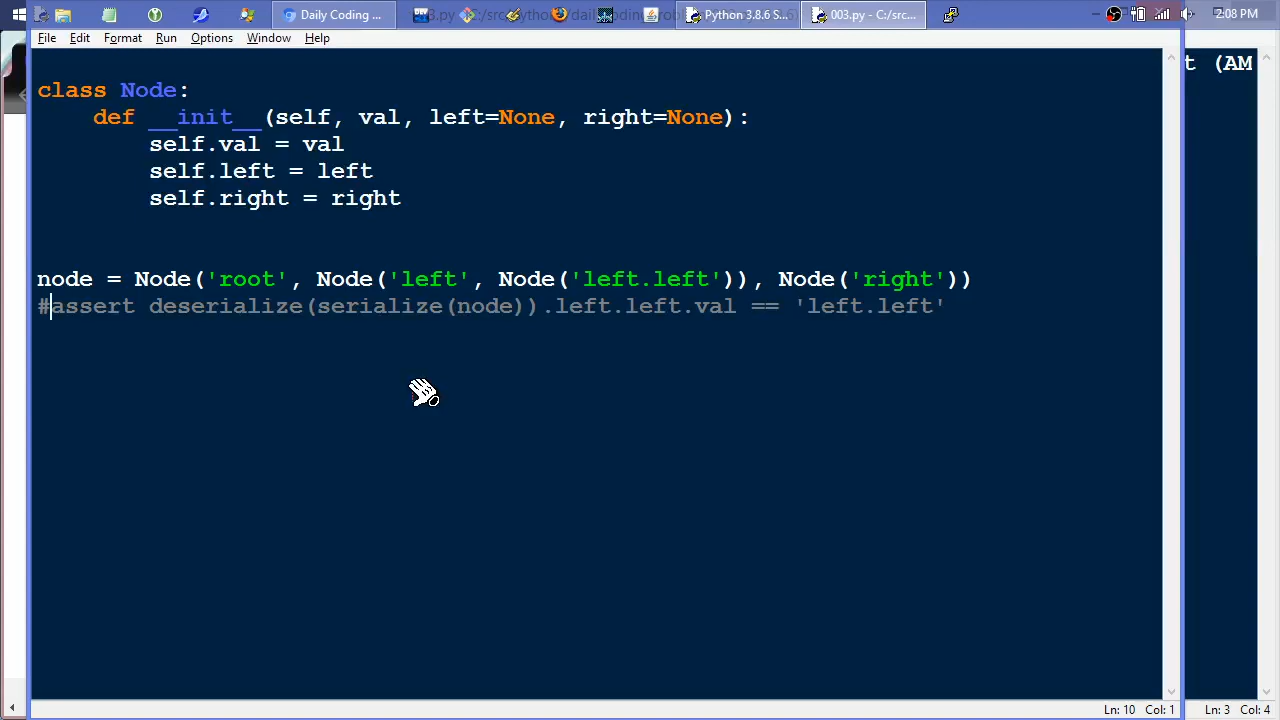 Daily Coding ...
Python 3.8.6 S...
003.py - C:/src...
2:08 PM
File Edit Format Run Options Window Help
t (AM
class Node:
    def __init__(self, val, left=None, right=None):
        self.val = val
        self.left = left
        self.right = right
node = Node('root', Node('left', Node('left.left')), Node('right'))
#assert deserialize(serialize(node)).left.left.val == 'left.left'
Ln: 10 Col: 1
Ln: 3 Col: 4